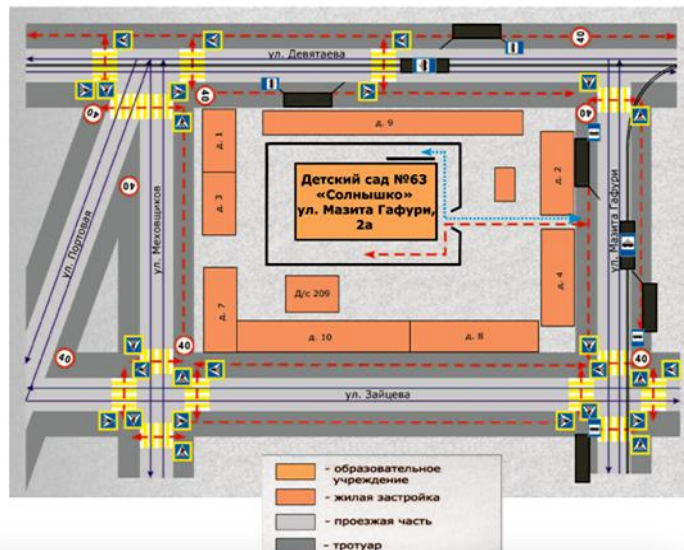 40
ул. Девятаева
40
40
40
д. 9
д. 1
д. 2
Детский сад №63
«Солнышко»
ул. Мазита Гафури,
2а
40
д. 3
ул. Портовая
ул. Меховщиков
ул. Мазита Гафури
д. 4
д. 7
Д/с 209
д. 10
д. 8
40
40
40
ул. Зайцева
- образовательное
учреждение
- жилая застройка
- проезжая часть
- тротуар